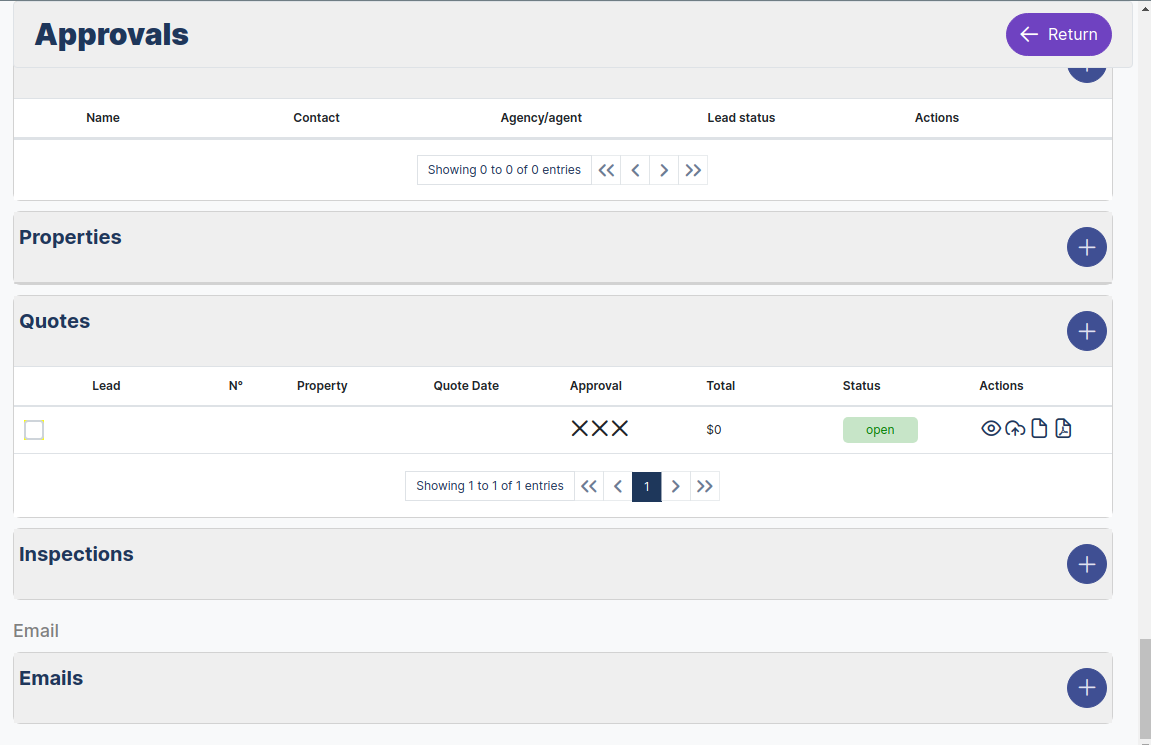 Approvals
Return
Name Contact Agency/agent Lead status Actions
Showing 0 to 0 of 0 entries
Properties
Quotes
Lead N° Property Quote Date Approval Total Status Actions
$0 open
Showing 1 to 1 of 1 entries 1
Inspections
Email
Emails